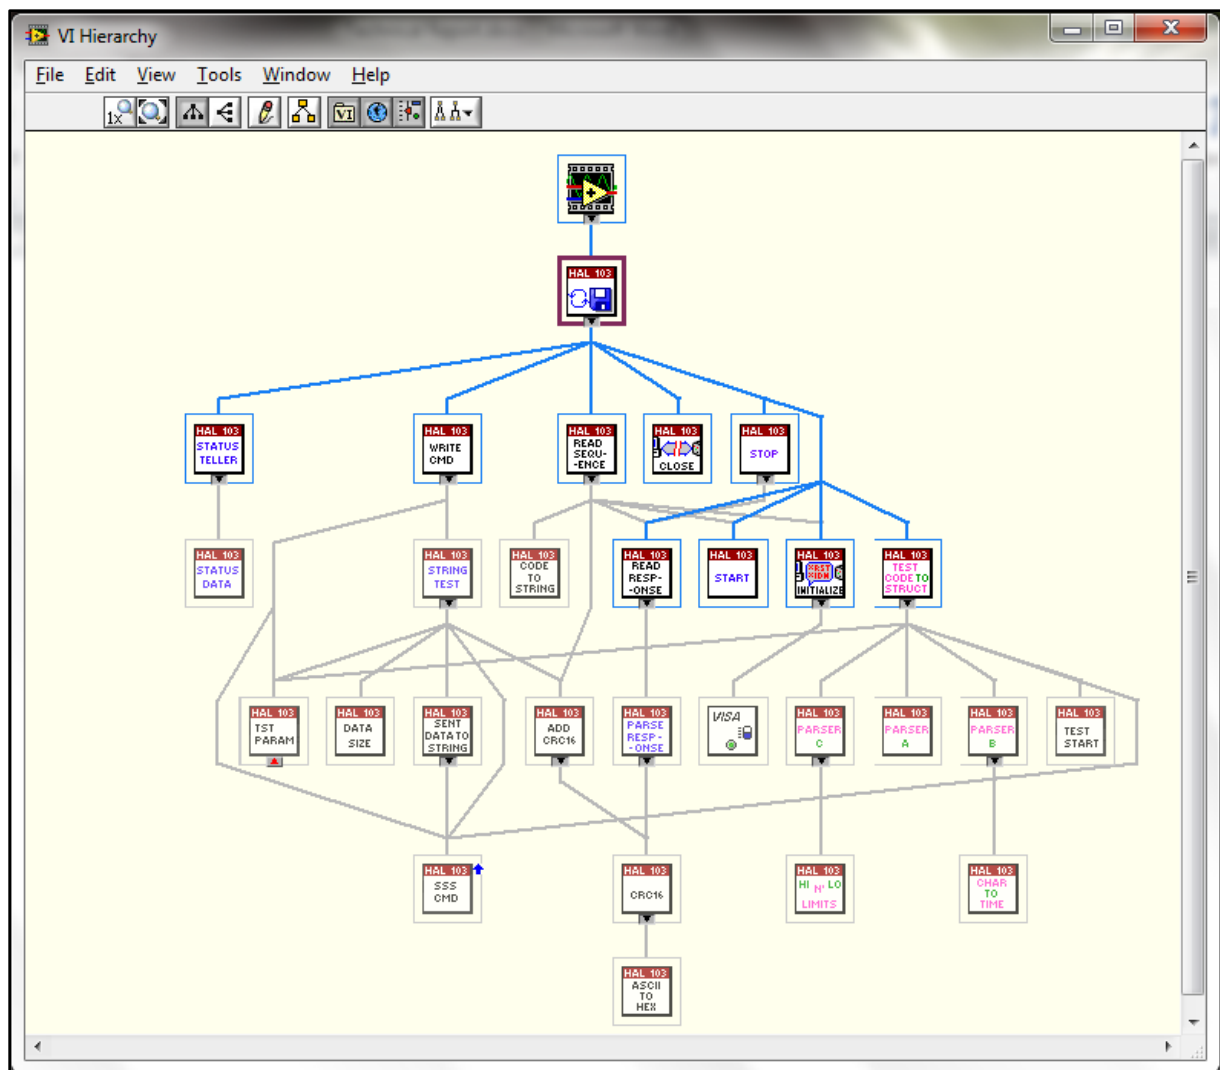 VI Hierarchy
File Edit View Tools Window Help
1x VI
HAL 103
HAL 103
STATUS
TELLER
HAL 103
WRITE
CMD
HAL 103
READ
SEQU-
-ENCE
HAL 103
CLOSE
HAL 103
STOP
HAL 103
STATUS
DATA
HAL 103
STRING
TEST
HAL 103
CODE
TO
STRING
HAL 103
READ
RESP-
-ONSE
HAL 103
START
HAL 103
*RST
*IDN
INITIALIZE
HAL 103
TEST
CODE TO
STRUCT
HAL 103
TST
PARAM
HAL 103
DATA
SIZE
HAL 103
SENT
DATA TO
STRING
HAL 103
ADD
CRC16
HAL 103
PARSE
RESP-
-ONSE
VISA
HAL 103
PARSER
C
HAL 103
PARSER
A
HAL 103
PARSER
B
HAL 103
TEST
START
HAL 103
SSS
CMD
HAL 103
CRC16
HAL 103
HI N' LO
LIMITS
HAL 103
CHAR
TO
TIME
HAL 103
ASCII
TO
HEX